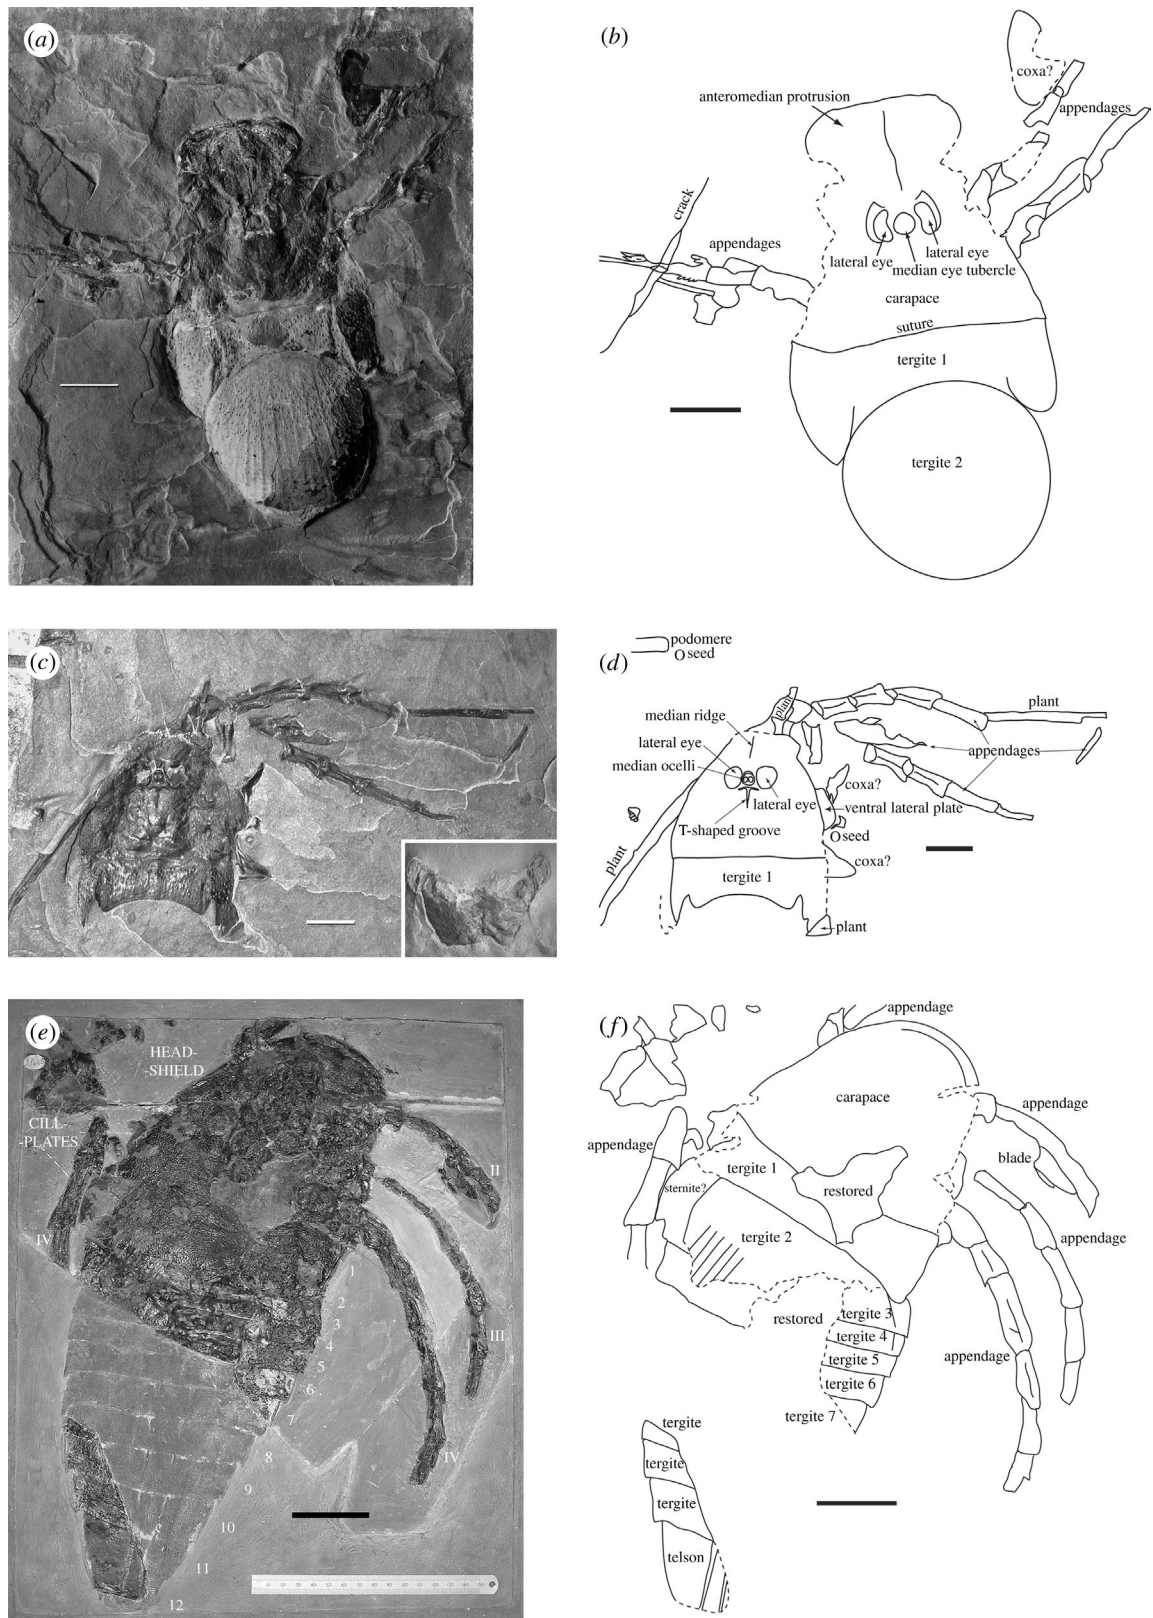 (a)
(b)
coxa?
anteromedian protrusion
appendages
crack
appendages
lateral eye
lateral eye
median eye tubercle
carapace
suture
tergite 1
tergite 2
(c)
(d)
podomere
O seed
plant
plant
median ridge
lateral eye
appendages
median ocelli
coxa?
lateral eye
ventral lateral plate
T-shaped groove
O seed
plant
coxa?
tergite 1
plant
(e)
HEAD-
-SHIELD
CILL-
-PLATES
II
IV
1
2
3
III
4
5
6
7
IV
8
9
10
11
12
(f)
appendage
carapace
appendage
appendage
blade
tergite 1
sternite?
restored
tergite 2
appendage
restored
tergite 3
tergite 4
appendage
tergite 5
tergite 6
tergite 7
tergite
tergite
tergite
telson